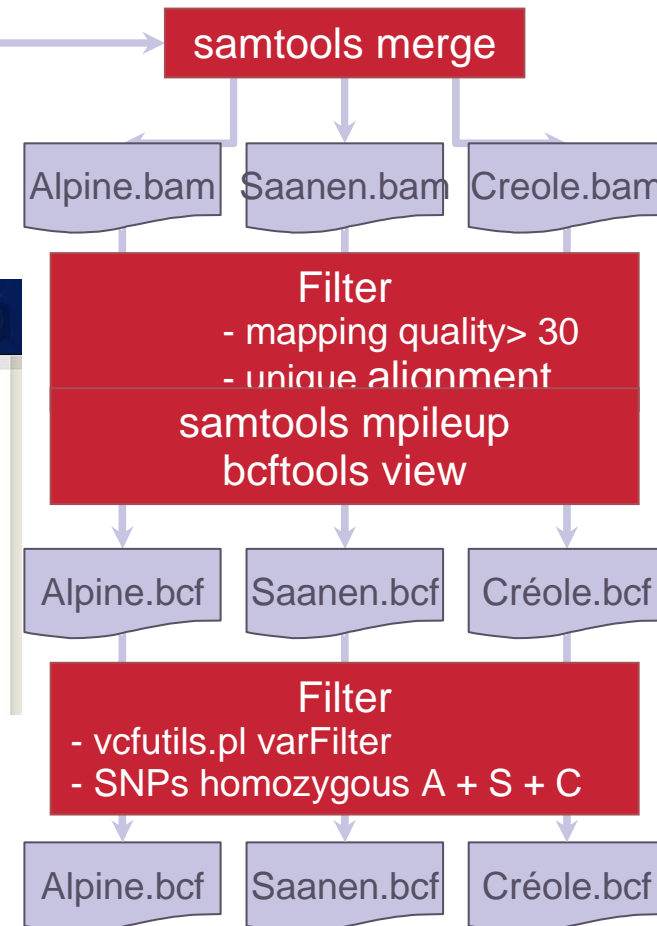 samtools merge
Alpine.bam Saanen.bam Creole.bam
Filter
- mapping quality> 30
- unique alignment
samtools mpileup
bcftools view
Alpine.bcf Saanen.bcf Créole.bcf
Filter
- vcfutils.pl varFilter
- SNPs homozygous A + S + C
Alpine.bcf Saanen.bcf Créole.bcf